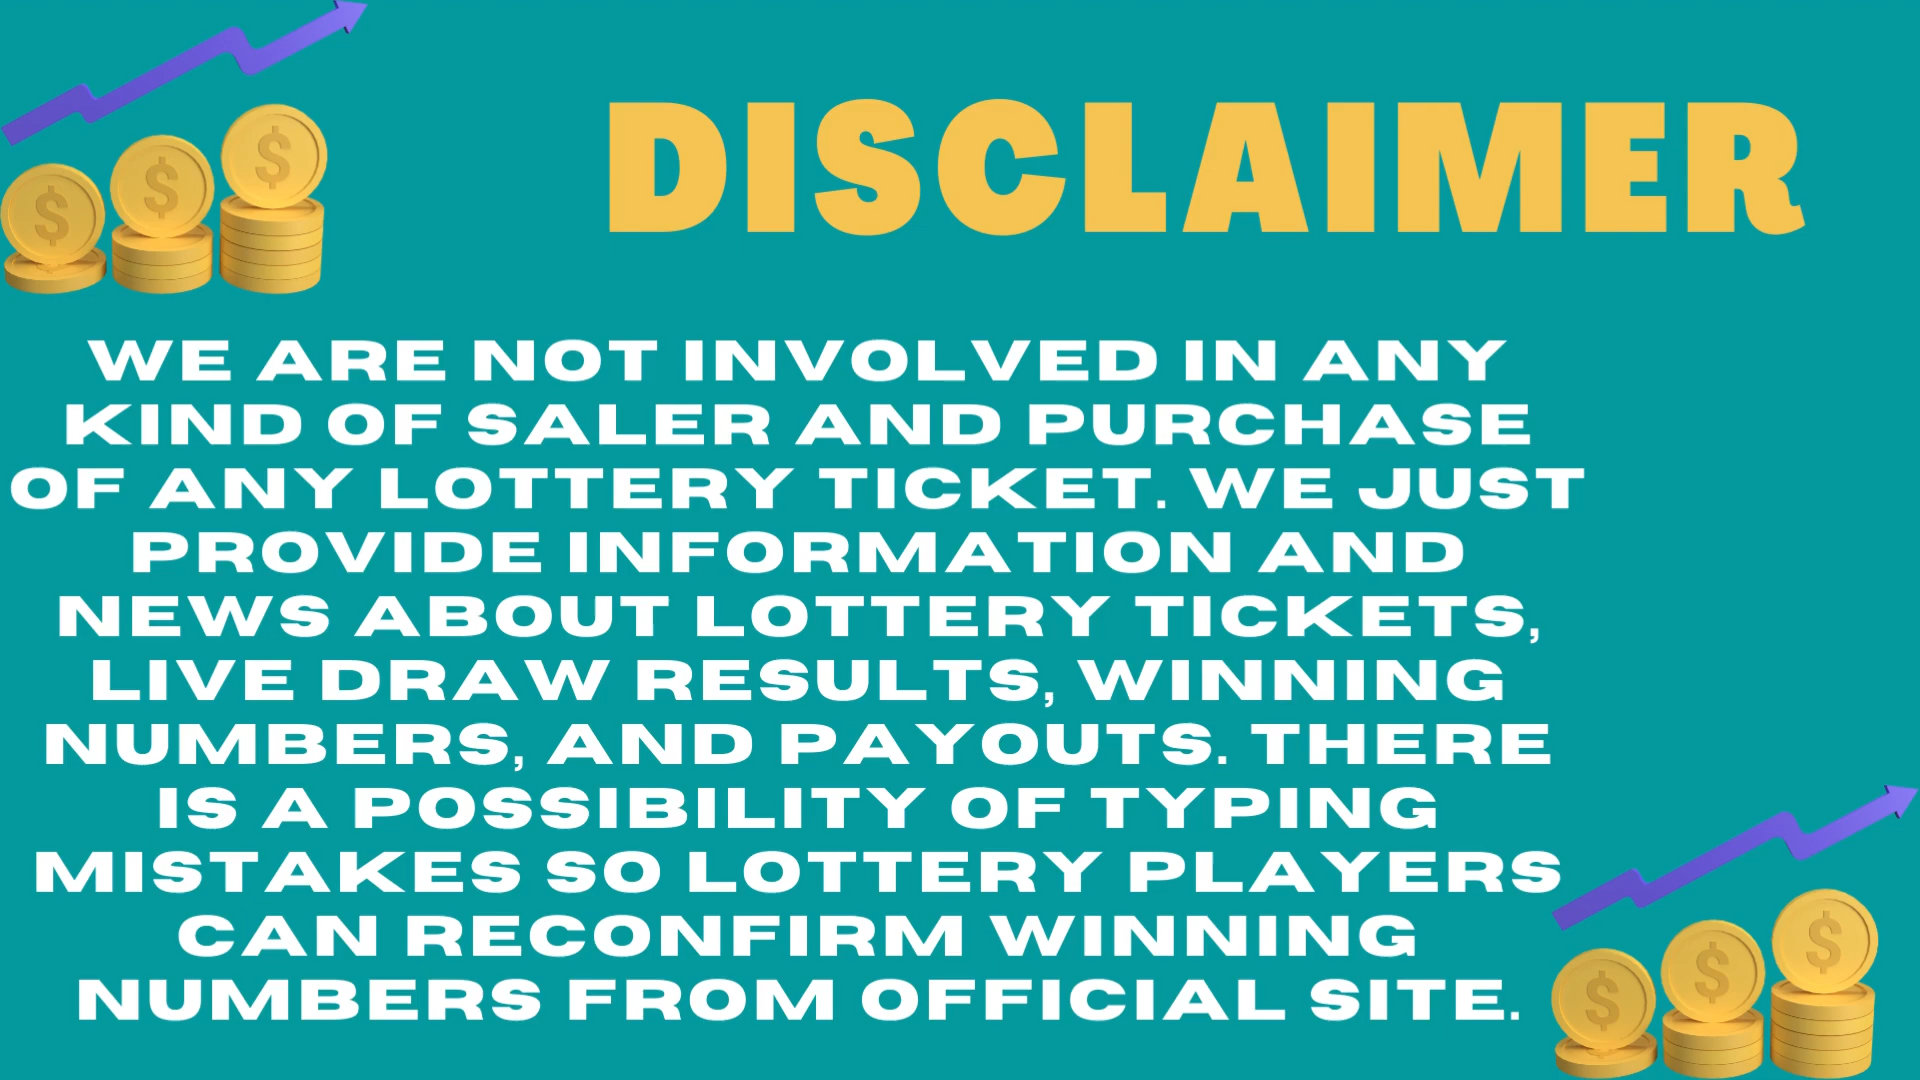 DISCLAIMER
WE ARE NOT INVOLVED IN ANY
KIND OF SALER AND PURCHASE
OF ANY LOTTERY TICKET. WE JUST
PROVIDE INFORMATION AND
NEWS ABOUT LOTTERY TICKETS,
LIVE DRAW RESULTS, WINNING
NUMBERS, AND PAYOUTS. THERE
IS A POSSIBILITY OF TYPING
MISTAKES SO LOTTERY PLAYERS
CAN RECONFIRM WINNING
NUMBERS FROM OFFICIAL SITE.
$ $ $
$ $ $